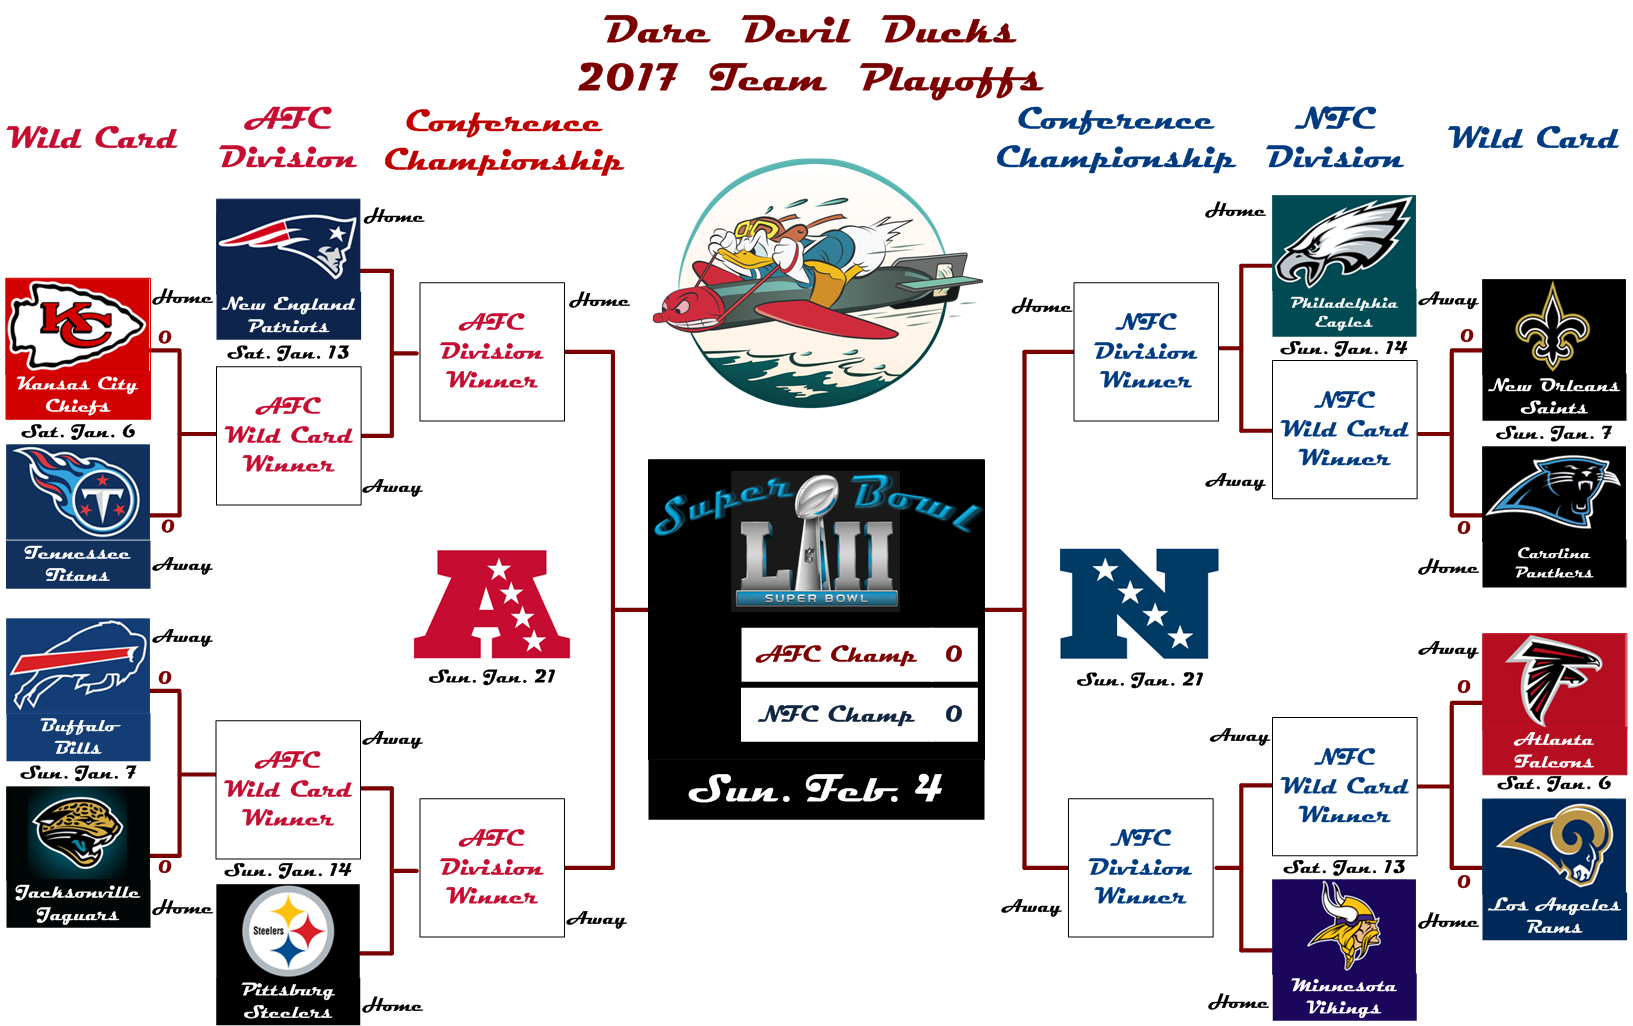 Dare Devil Ducks
2017 Team Playoffs
Wild Card
AFC
Division
Conference
Championship
Conference
Championship
NFC
Division
Wild Card
Home
KC
Kansas City
Chiefs
0
Sat. Jan. 6
T
Tennessee
Titans
0
Away
Away
Buffalo
Bills
0
Sun. Jan. 7
Jacksonville
Jaguars
0
Home
Home
New England
Patriots
Sat. Jan. 13
AFC
Wild Card
Winner
Away
Away
AFC
Wild Card
Winner
Sun. Jan. 14
Steelers
Pittsburg
Steelers
Home
Home
AFC
Division
Winner
A
Sun. Jan. 21
AFC
Division
Winner
Away
Super Bowl
LII
NFL
SUPER BOWL
AFC Champ 0
NFC Champ 0
Sun. Feb. 4
Home
NFC
Division
Winner
N
Sun. Jan. 21
Away
NFC
Division
Winner
Home
Philadelphia
Eagles
Sun. Jan. 14
NFC
Wild Card
Winner
Away
Away
NFC
Wild Card
Winner
Sat. Jan. 13
Minnesota
Vikings
Home
Away
0
New Orleans
Saints
Sun. Jan. 7
Carolina
Panthers
0
Home
Away
0
Atlanta
Falcons
Sat. Jan. 6
Los Angeles
Rams
0
Home